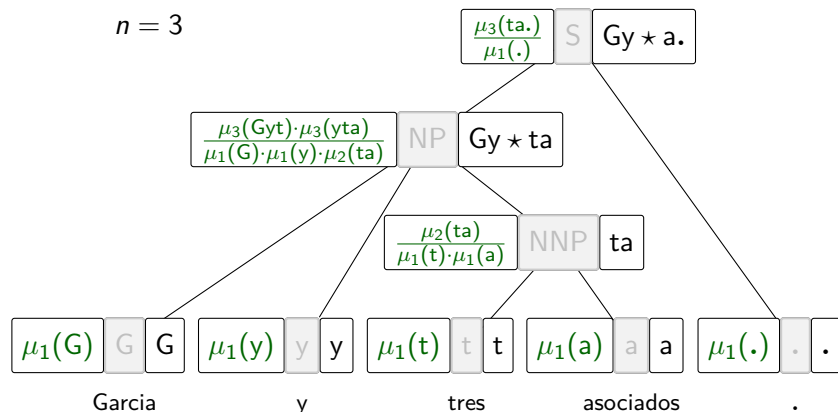 n = 3
μ₃(ta.)/μ₁(.) S Gy ⋆ a.
μ₃(Gyt)·μ₃(yta)/μ₁(G)·μ₁(y)·μ₂(ta) NP Gy ⋆ ta
μ₂(ta)/μ₁(t)·μ₁(a) NNP ta
μ₁(G) G G μ₁(y) y y μ₁(t) t t μ₁(a) a a μ₁(.) . .
Garcia y tres asociados .